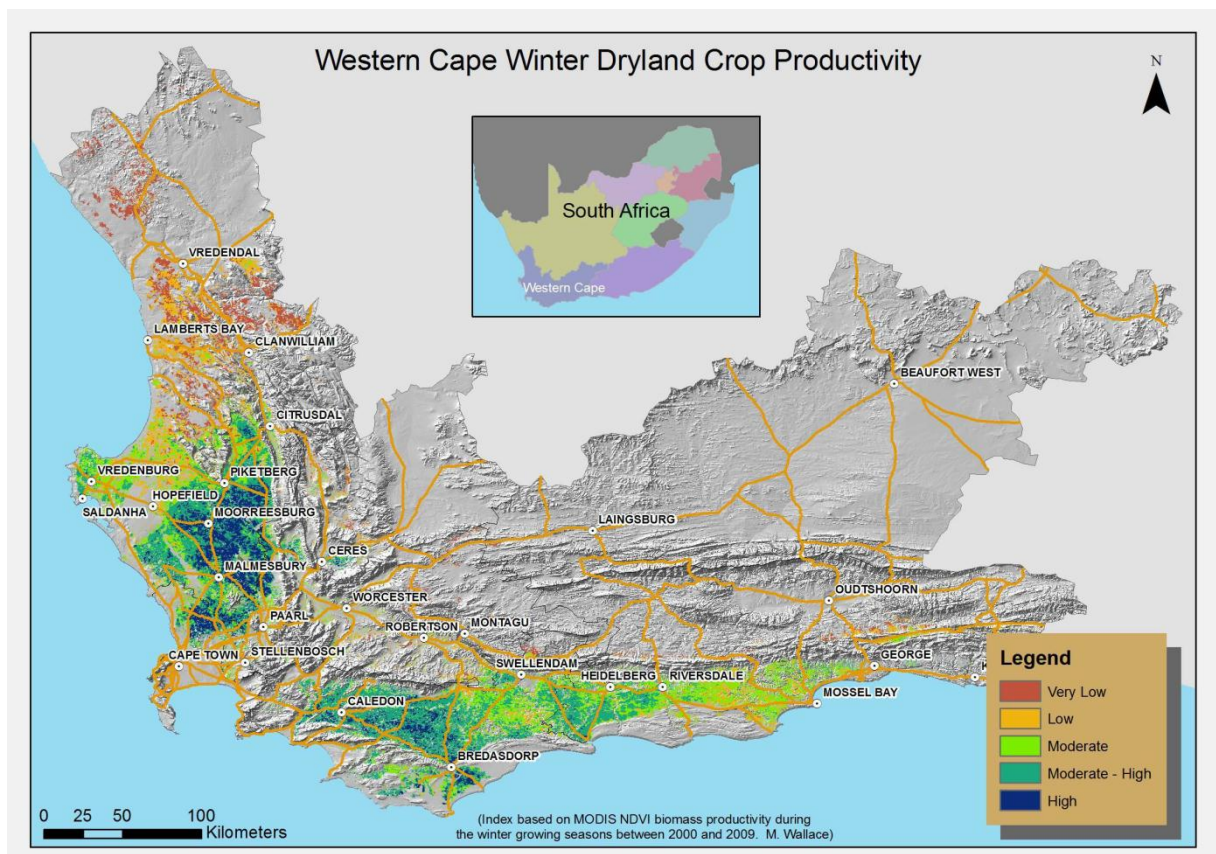 Western Cape Winter Dryland Crop Productivity
N
South Africa
Western Cape
VREDENDAL
LAMBERTS BAY
CLANWILLIAM
BEAUFORT WEST
CITRUSDAL
VREDENBURG
PIKETBERG
HOPEFIELD
SALDANHA
MOORREESBURG
LAINGSBURG
CERES
MALMESBURY
WORCESTER
OUDTSHOORN
PAARL
ROBERTSON
MONTAGU
STELLENBOSCH
CAPE TOWN
SWELLENDAM
GEORGE
HEIDELBERG
RIVERSDALE
MOSSEL BAY
CALEDON
BREDASDORP
Legend
Very Low
Low
Moderate
Moderate - High
High
0 25 50 100
Kilometers
(Index based on MODIS NDVI biomass productivity during
the winter growing seasons between 2000 and 2009. M. Wallace)